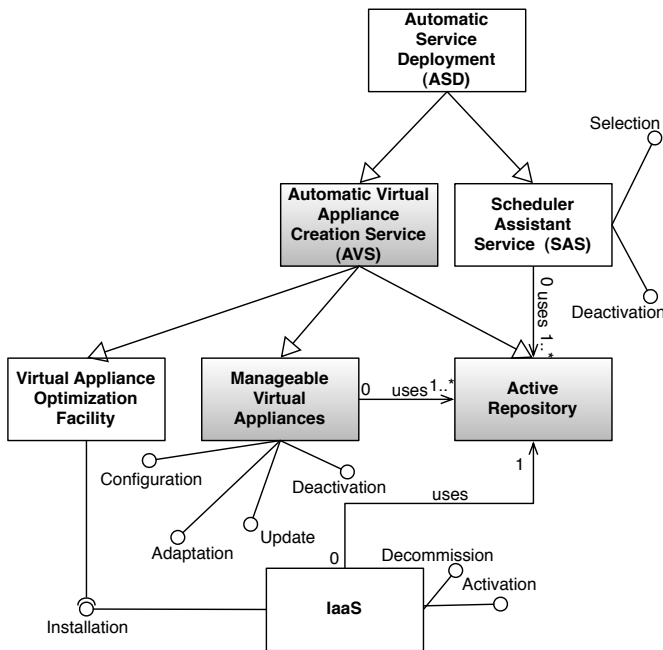 Automatic
Service
Deployment
(ASD)
Selection
Automatic Virtual
Appliance
Creation Service
(AVS)
Scheduler
Assistant
Service (SAS)
0 uses 1..*
Deactivation
Virtual Appliance
Optimization
Facility
Manageable
Virtual
Appliances
0 uses 1..*
Active
Repository
Configuration
Deactivation
1
uses
Adaptation
Update
0
Decommission
Activation
IaaS
Installation